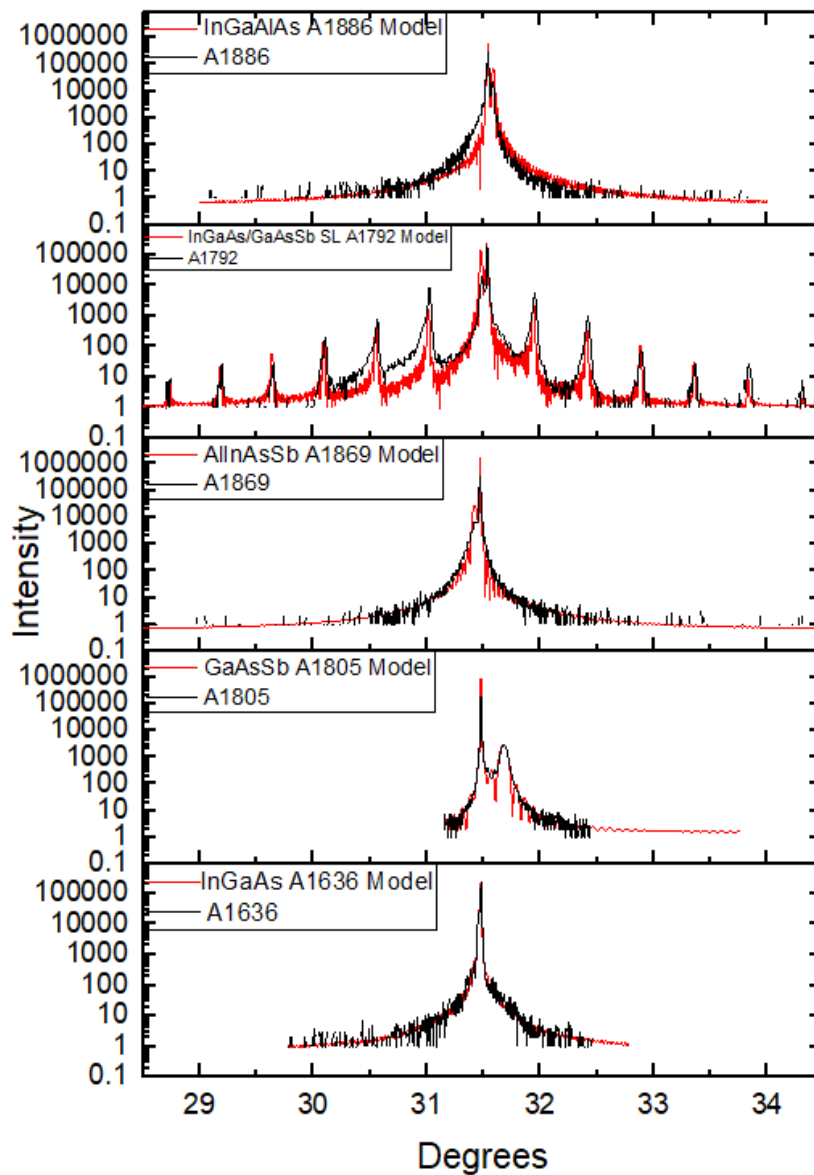 InGaAlAs A1886 Model
A1886
1000000
100000
10000
1000
100
10
1
0.1
InGaAs/GaAsSb SL A1792 Model
A1792
100000
10000
1000
100
10
1
0.1
AlInAsSb A1869 Model
A1869
1000000
100000
10000
1000
100
10
1
0.1
GaAsSb A1805 Model
A1805
1000000
100000
10000
1000
100
10
1
0.1
InGaAs A1636 Model
A1636
100000
10000
1000
100
10
1
0.1
Intensity
29 30 31 32 33 34
Degrees